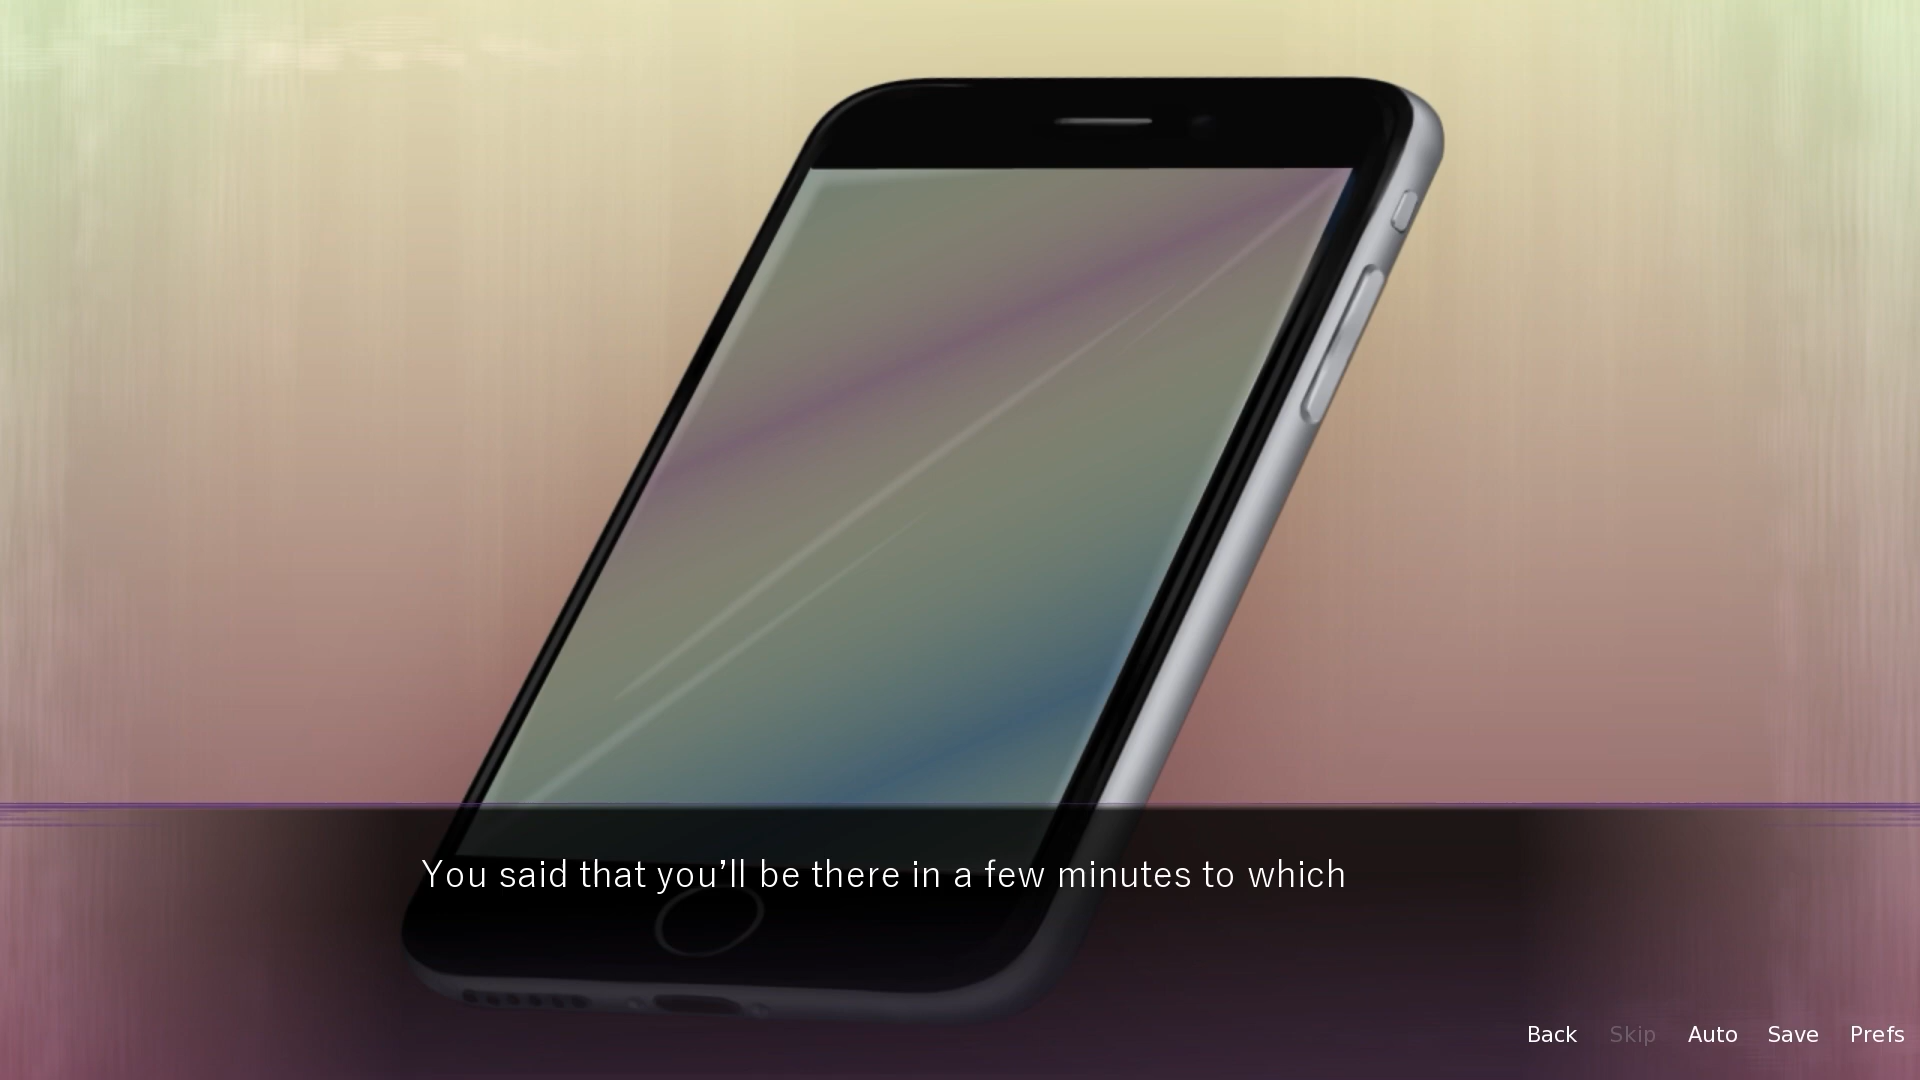 You said that you’ll be there in a few minutes to which
Back Skip Auto Save Prefs